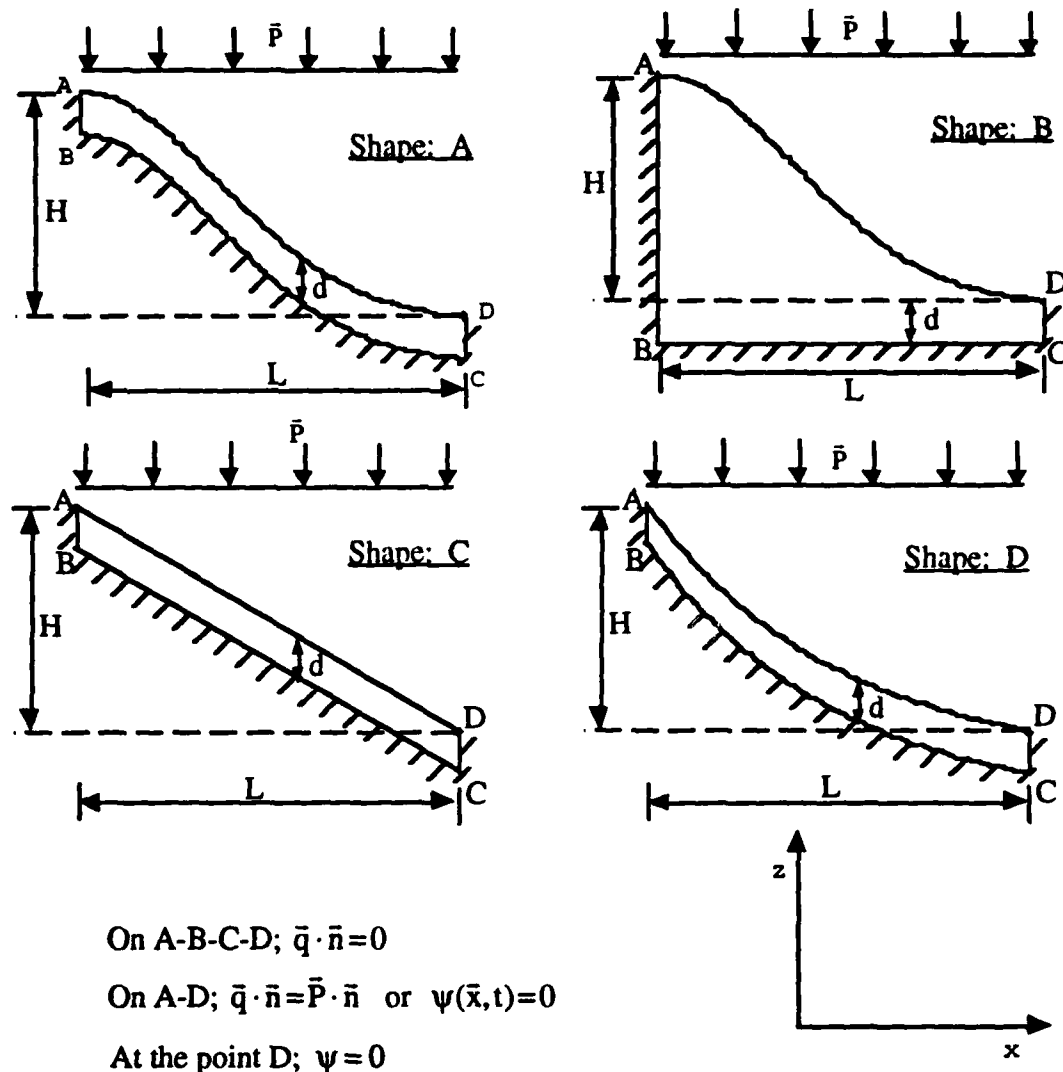 P⃗
A
B
H
d
D
L
C
Shape: A
P⃗
A
Shape: B
H
D
d
B
C
L
P⃗
A
B
Shape: C
H
d
D
L
C
P⃗
A
B
Shape: D
H
d
D
L
C
z
x
On A-B-C-D; q⃗ · n⃗ = 0
On A-D; q⃗ · n⃗ = P⃗ · n⃗ or ψ(x⃗,t) = 0
At the point D; ψ = 0